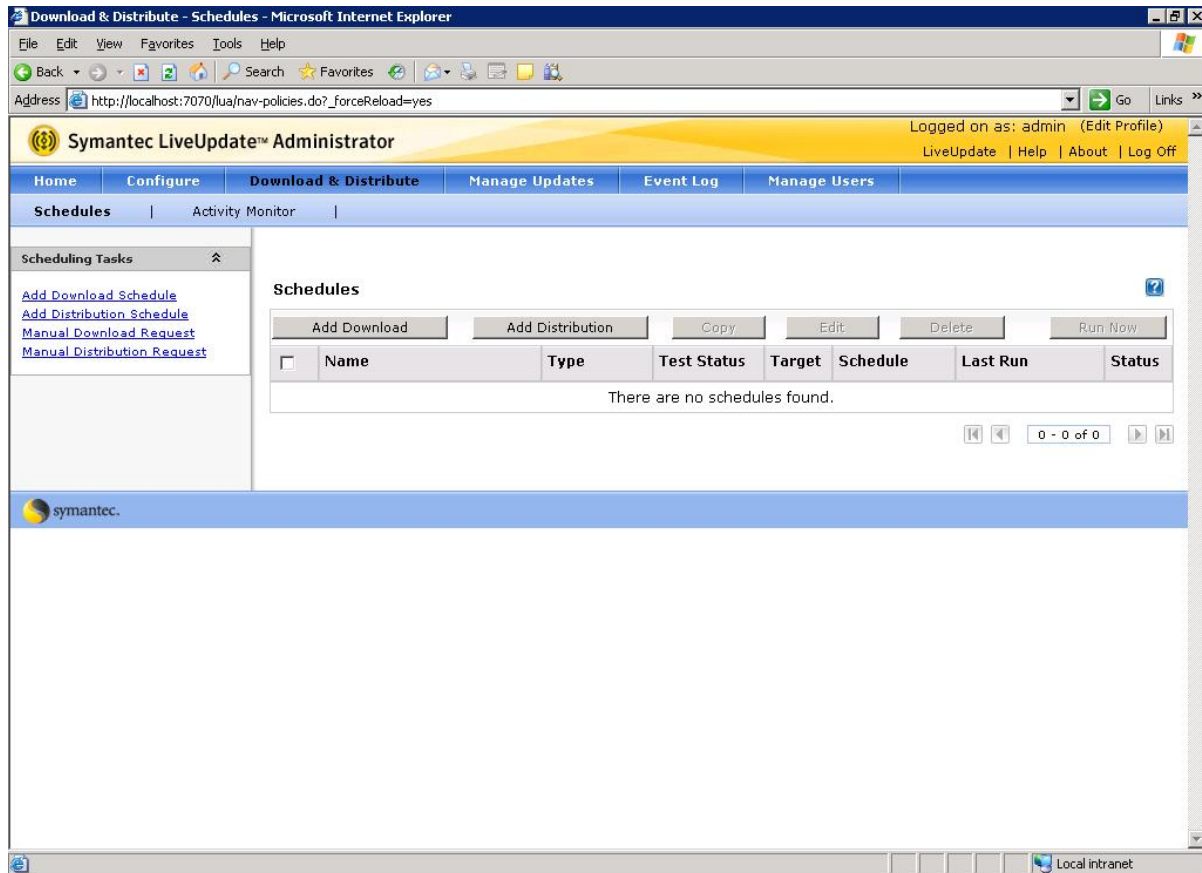 Download & Distribute - Schedules - Microsoft Internet Explorer
File Edit View Favorites Tools Help
Back Search Favorites
Address http://localhost:7070/lua/nav-policies.do?_forceReload=yes Go Links »
Symantec LiveUpdate™ Administrator
Logged on as: admin (Edit Profile)
LiveUpdate | Help | About | Log Off
Home Configure Download & Distribute Manage Updates Event Log Manage Users
Schedules | Activity Monitor |
Scheduling Tasks
Add Download Schedule
Add Distribution Schedule
Manual Download Request
Manual Distribution Request
Schedules ?
Add Download Add Distribution Copy Edit Delete Run Now
Name Type Test Status Target Schedule Last Run Status
There are no schedules found.
0 - 0 of 0
symantec.
Local intranet